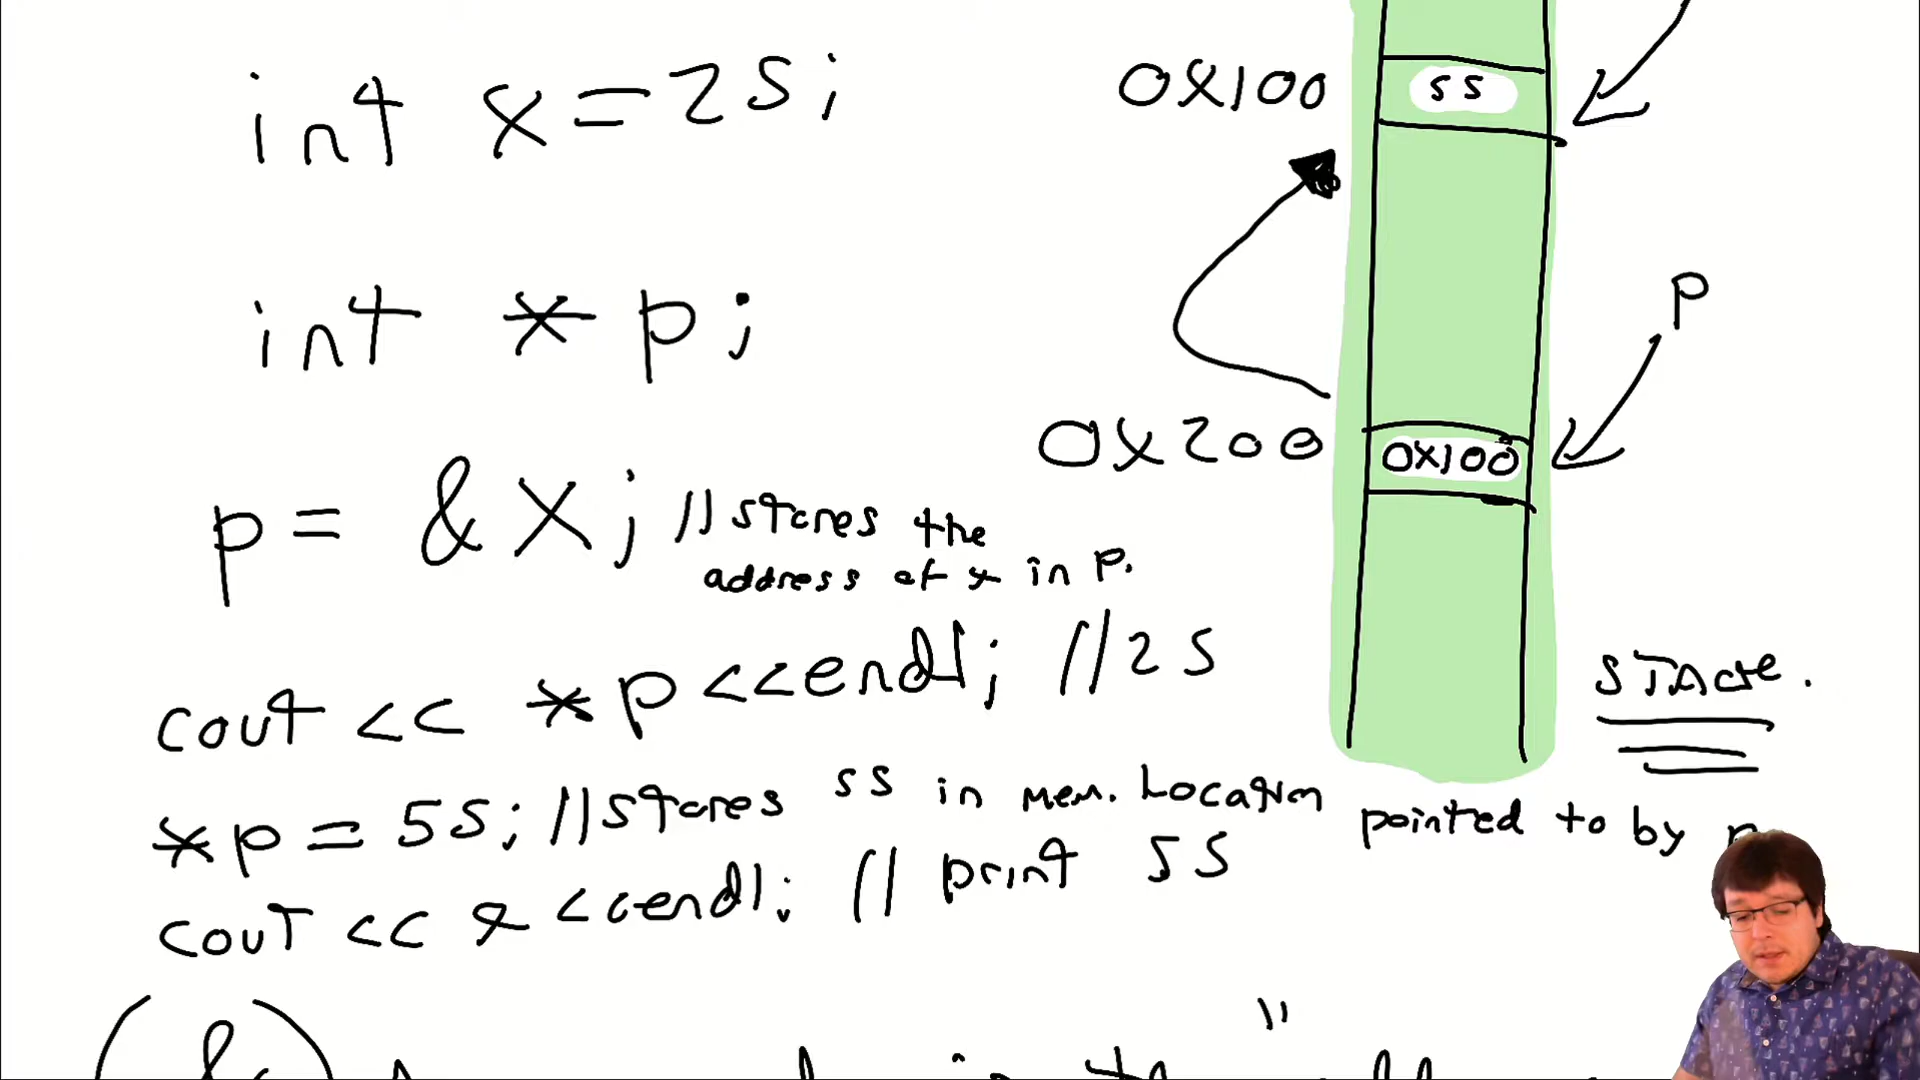 int x=25;
0x100
55
int *p;
p
0x200
0x100
p= &x; //stores the
address of x in p.
cout << *p<<endl; //25
STACK.
*p = 55; //stores 55 in mem. Location pointed to by p
cout << x <<endl; // print 55
(&
"